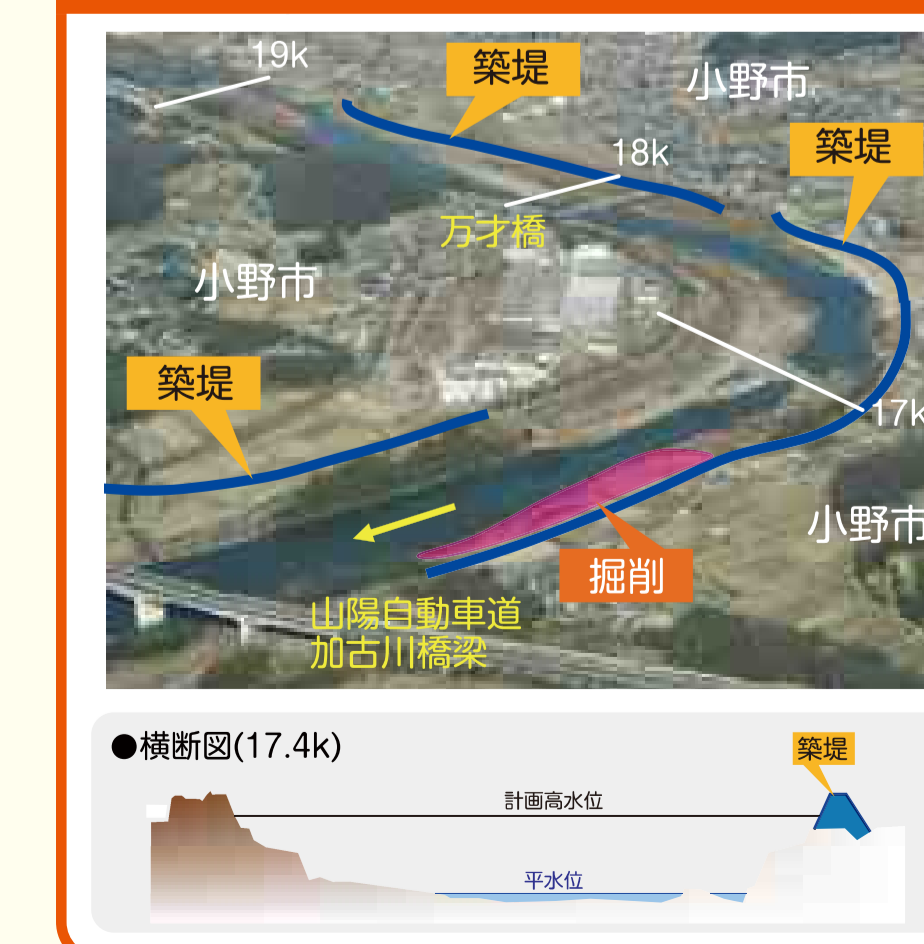 19k
築堤
小野市
築堤
18k
万才橋
小野市
築堤
17k
小野市
掘削
山陽自動車道
加古川橋梁
●横断図(17.4k)
築堤
計画高水位
平水位